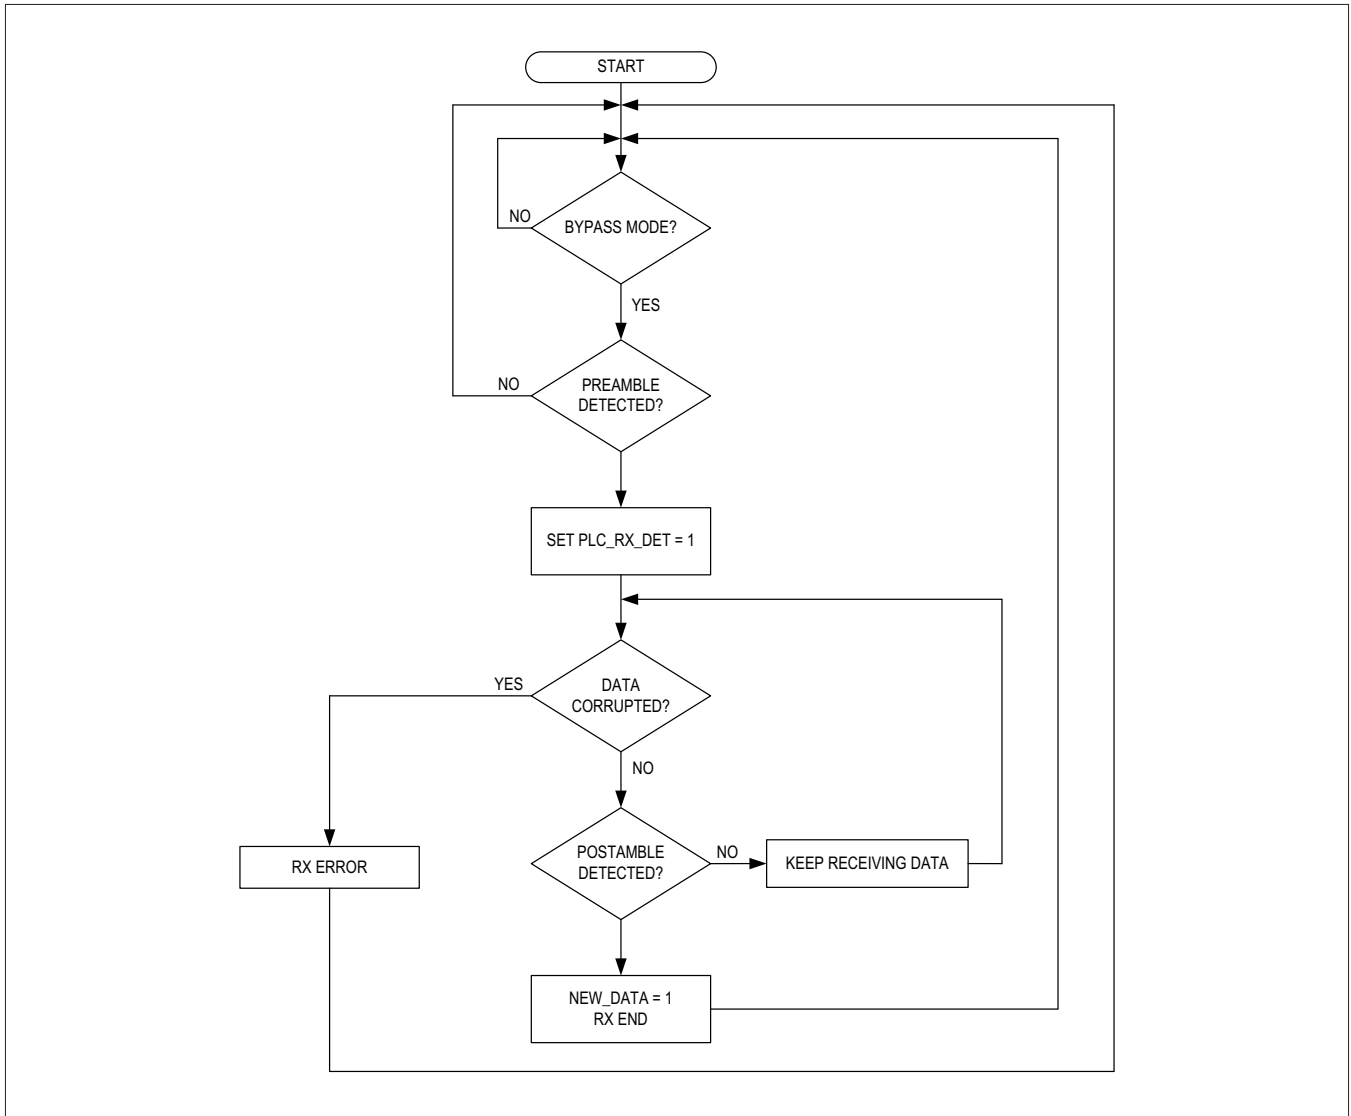 START
NO
BYPASS MODE?
YES
NO
PREAMBLE
DETECTED?
SET PLC_RX_DET = 1
YES
DATA
CORRUPTED?
NO
POSTAMBLE
DETECTED?
NO
KEEP RECEIVING DATA
RX ERROR
NEW_DATA = 1
RX END